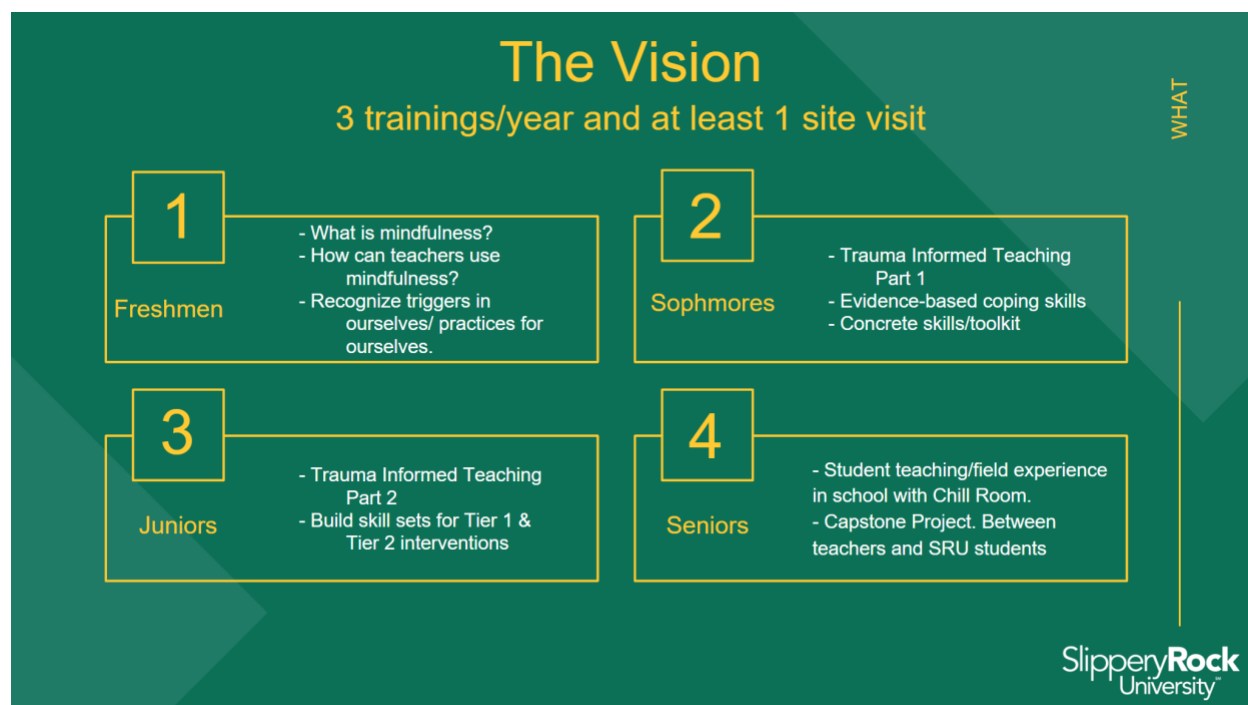 The Vision
3 trainings/year and at least 1 site visit
WHAT
1
Freshmen
- What is mindfulness?
- How can teachers use
mindfulness?
- Recognize triggers in
ourselves/ practices for
ourselves.
2
Sophmores
- Trauma Informed Teaching
Part 1
- Evidence-based coping skills
- Concrete skills/toolkit
3
Juniors
- Trauma Informed Teaching
Part 2
- Build skill sets for Tier 1 &
Tier 2 interventions
4
Seniors
- Student teaching/field experience
in school with Chill Room.
- Capstone Project. Between
teachers and SRU students
SlipperyRock
University